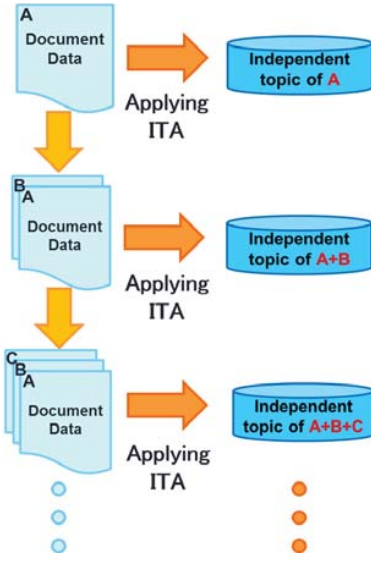 A
Document
Data
Applying
ITA
Independent
topic of A
B
A
Document
Data
Applying
ITA
Independent
topic of A+B
C
B
A
Document
Data
Applying
ITA
Independent
topic of A+B+C